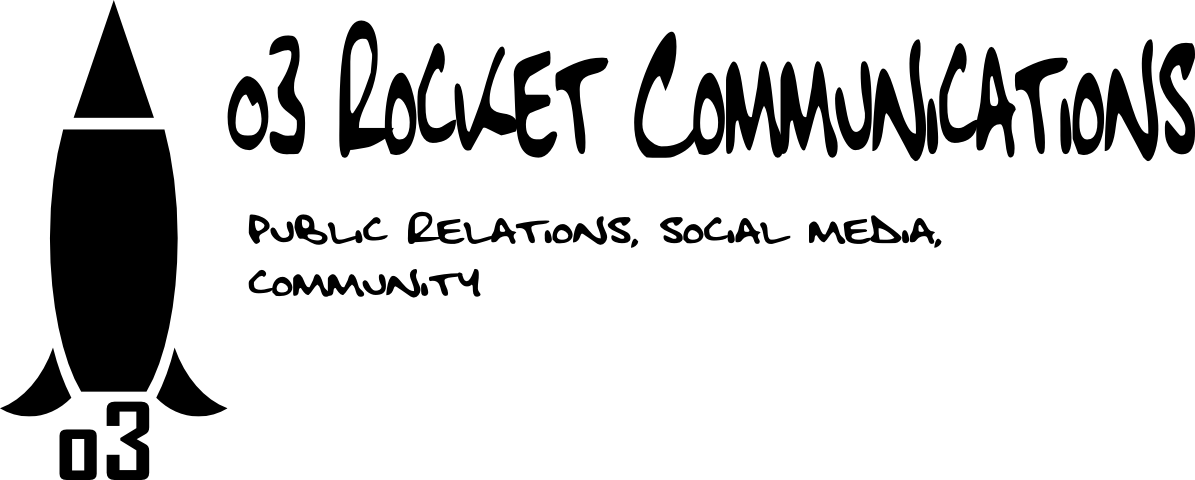 o3 Rocket Communications
Public Relations, social media,
community
o3